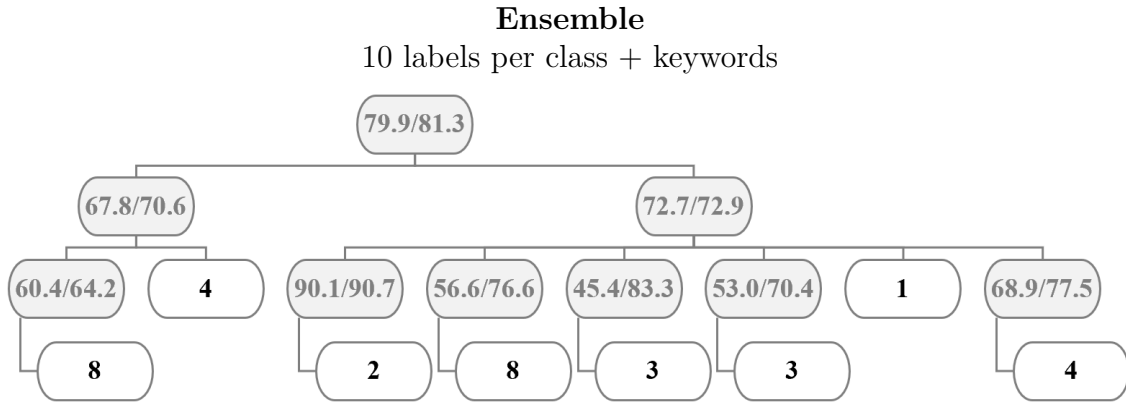 Ensemble
10 labels per class + keywords
79.9/81.3
67.8/70.6 72.7/72.9
60.4/64.2 4 90.1/90.7 56.6/76.6 45.4/83.3 53.0/70.4 1 68.9/77.5
8 2 8 3 3 4